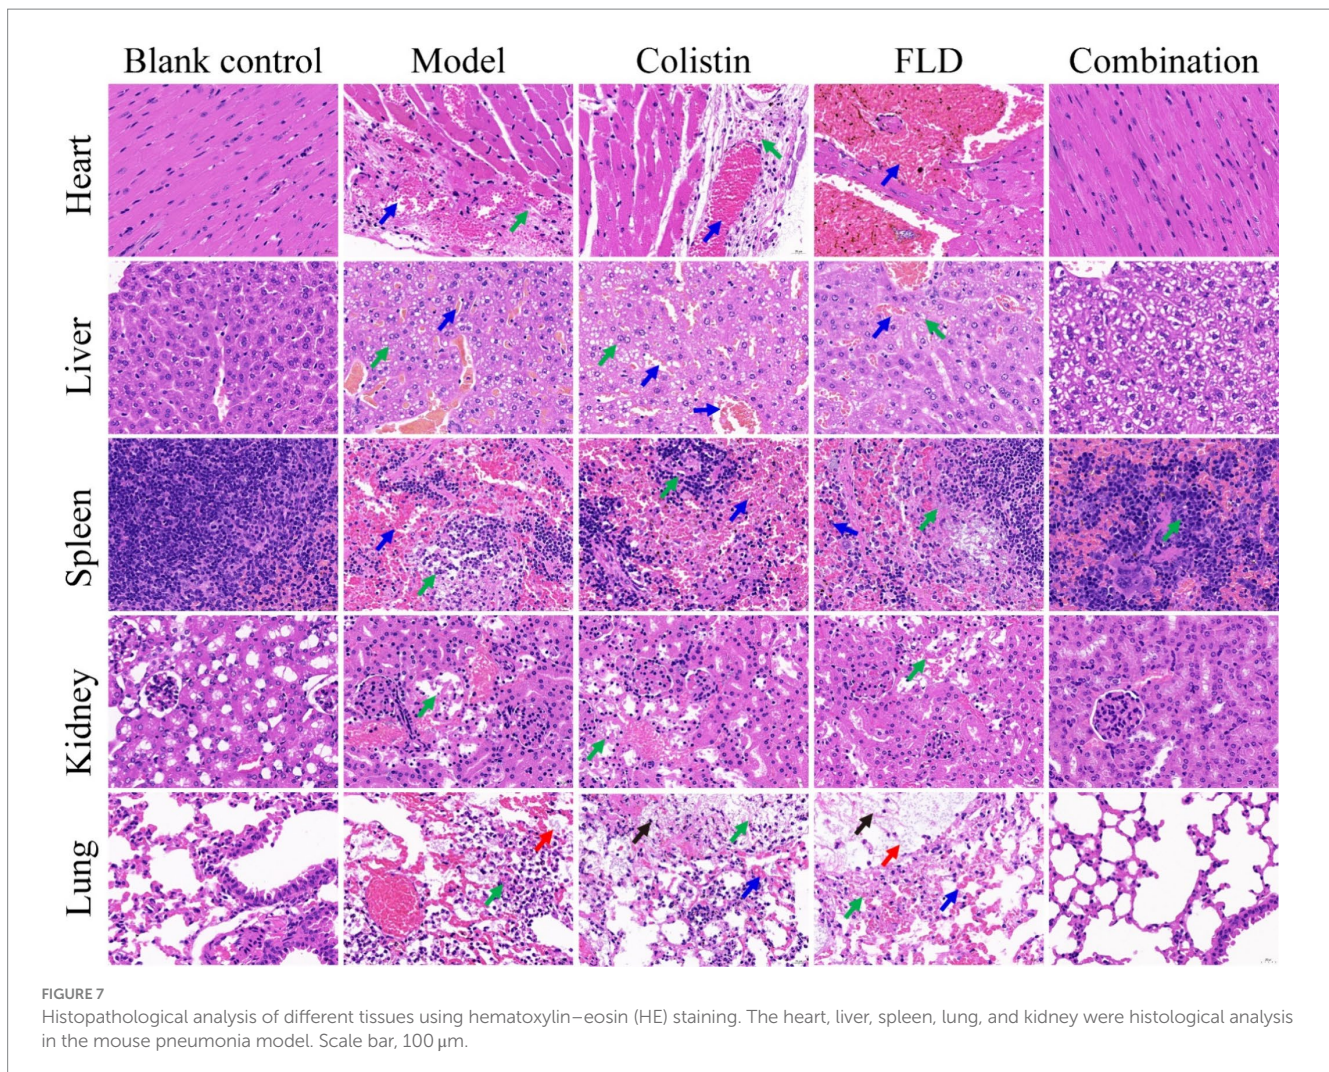 Blank control Model Colistin FLD Combination
Heart
Liver
Spleen
Kidney
Lung
FIGURE 7
Histopathological analysis of different tissues using hematoxylin–eosin (HE) staining. The heart, liver, spleen, lung, and kidney were histological analysis
in the mouse pneumonia model. Scale bar, 100 μm.